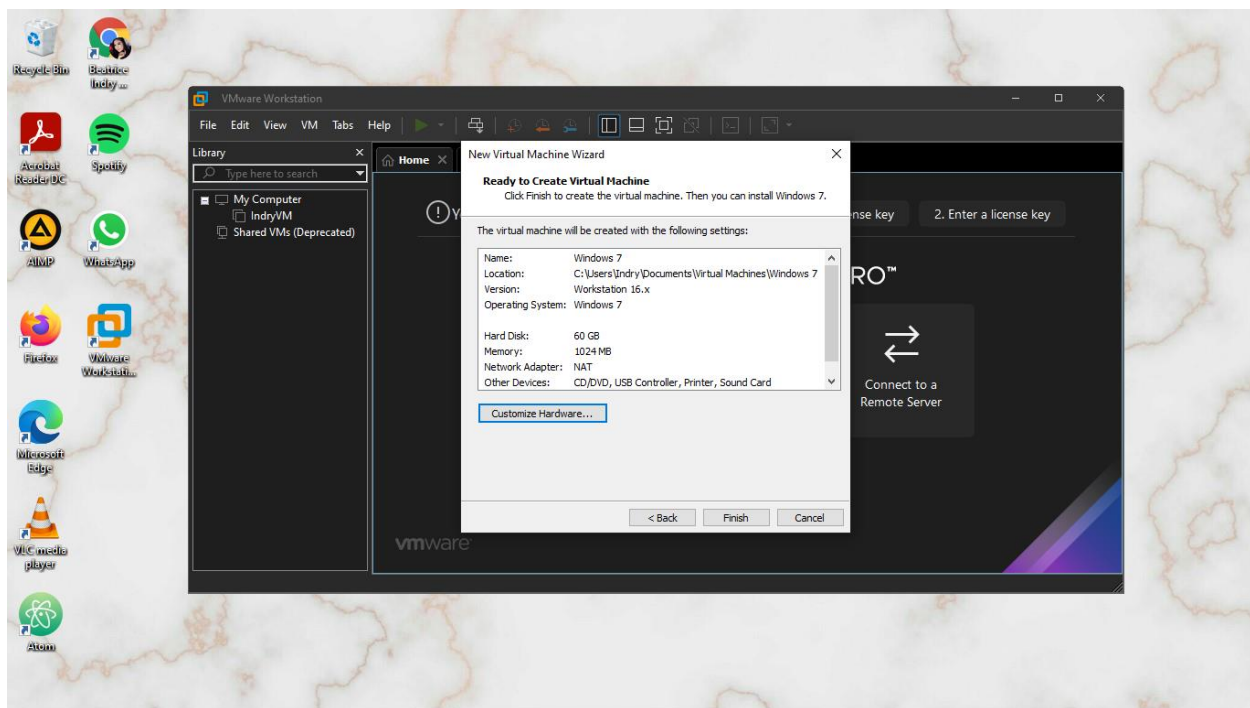 Recycle Bin
Beatrice
Indry ...
Acrobat
Reader DC
Spotify
AIMP
WhatsApp
Firefox
VMware
Workstati...
Microsoft
Edge
VLC media
player
Atom
VMware Workstation
File Edit View VM Tabs Help
Library
Type here to search
My Computer
IndryVM
Shared VMs (Deprecated)
Home
nse key
2. Enter a license key
RO™
Connect to a
Remote Server
vmware
New Virtual Machine Wizard
Ready to Create Virtual Machine
Click Finish to create the virtual machine. Then you can install Windows 7.
The virtual machine will be created with the following settings:
Name: Windows 7
Location: C:\Users\Indry\Documents\Virtual Machines\Windows 7
Version: Workstation 16.x
Operating System: Windows 7
Hard Disk: 60 GB
Memory: 1024 MB
Network Adapter: NAT
Other Devices: CD/DVD, USB Controller, Printer, Sound Card
Customize Hardware...
< Back Finish Cancel